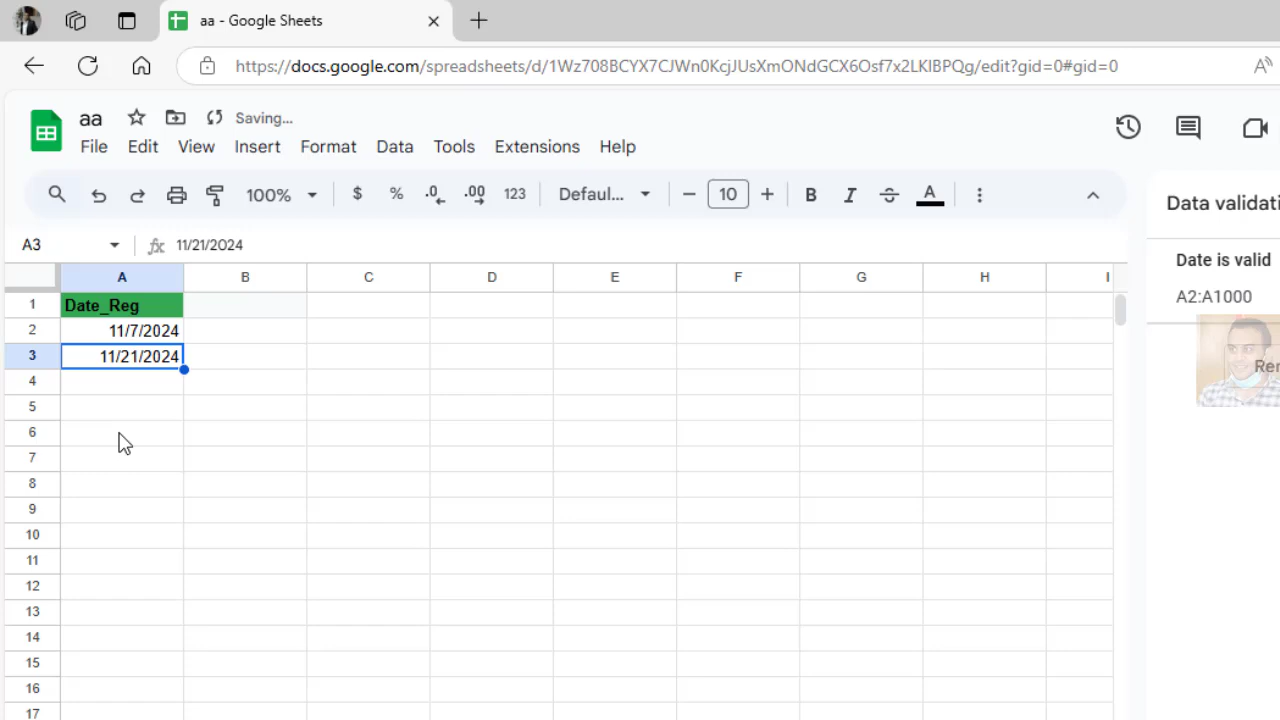 aa - Google Sheets
https://docs.google.com/spreadsheets/d/1Wz708BCYX7CJWn0KcjJUsXmONdGCX6Osf7x2LKlBPQg/edit?gid=0#gid=0
aa Saving...
File Edit View Insert Format Data Tools Extensions Help
100% $ % .0 .00 123 Defaul... 10 B I S A
A3 fx 11/21/2024
Data validati
Date is valid
A2:A1000
Rer
A B C D E F G H I
1 Date_Reg
2 11/7/2024
3 11/21/2024
4
5
6
7
8
9
10
11
12
13
14
15
16
17